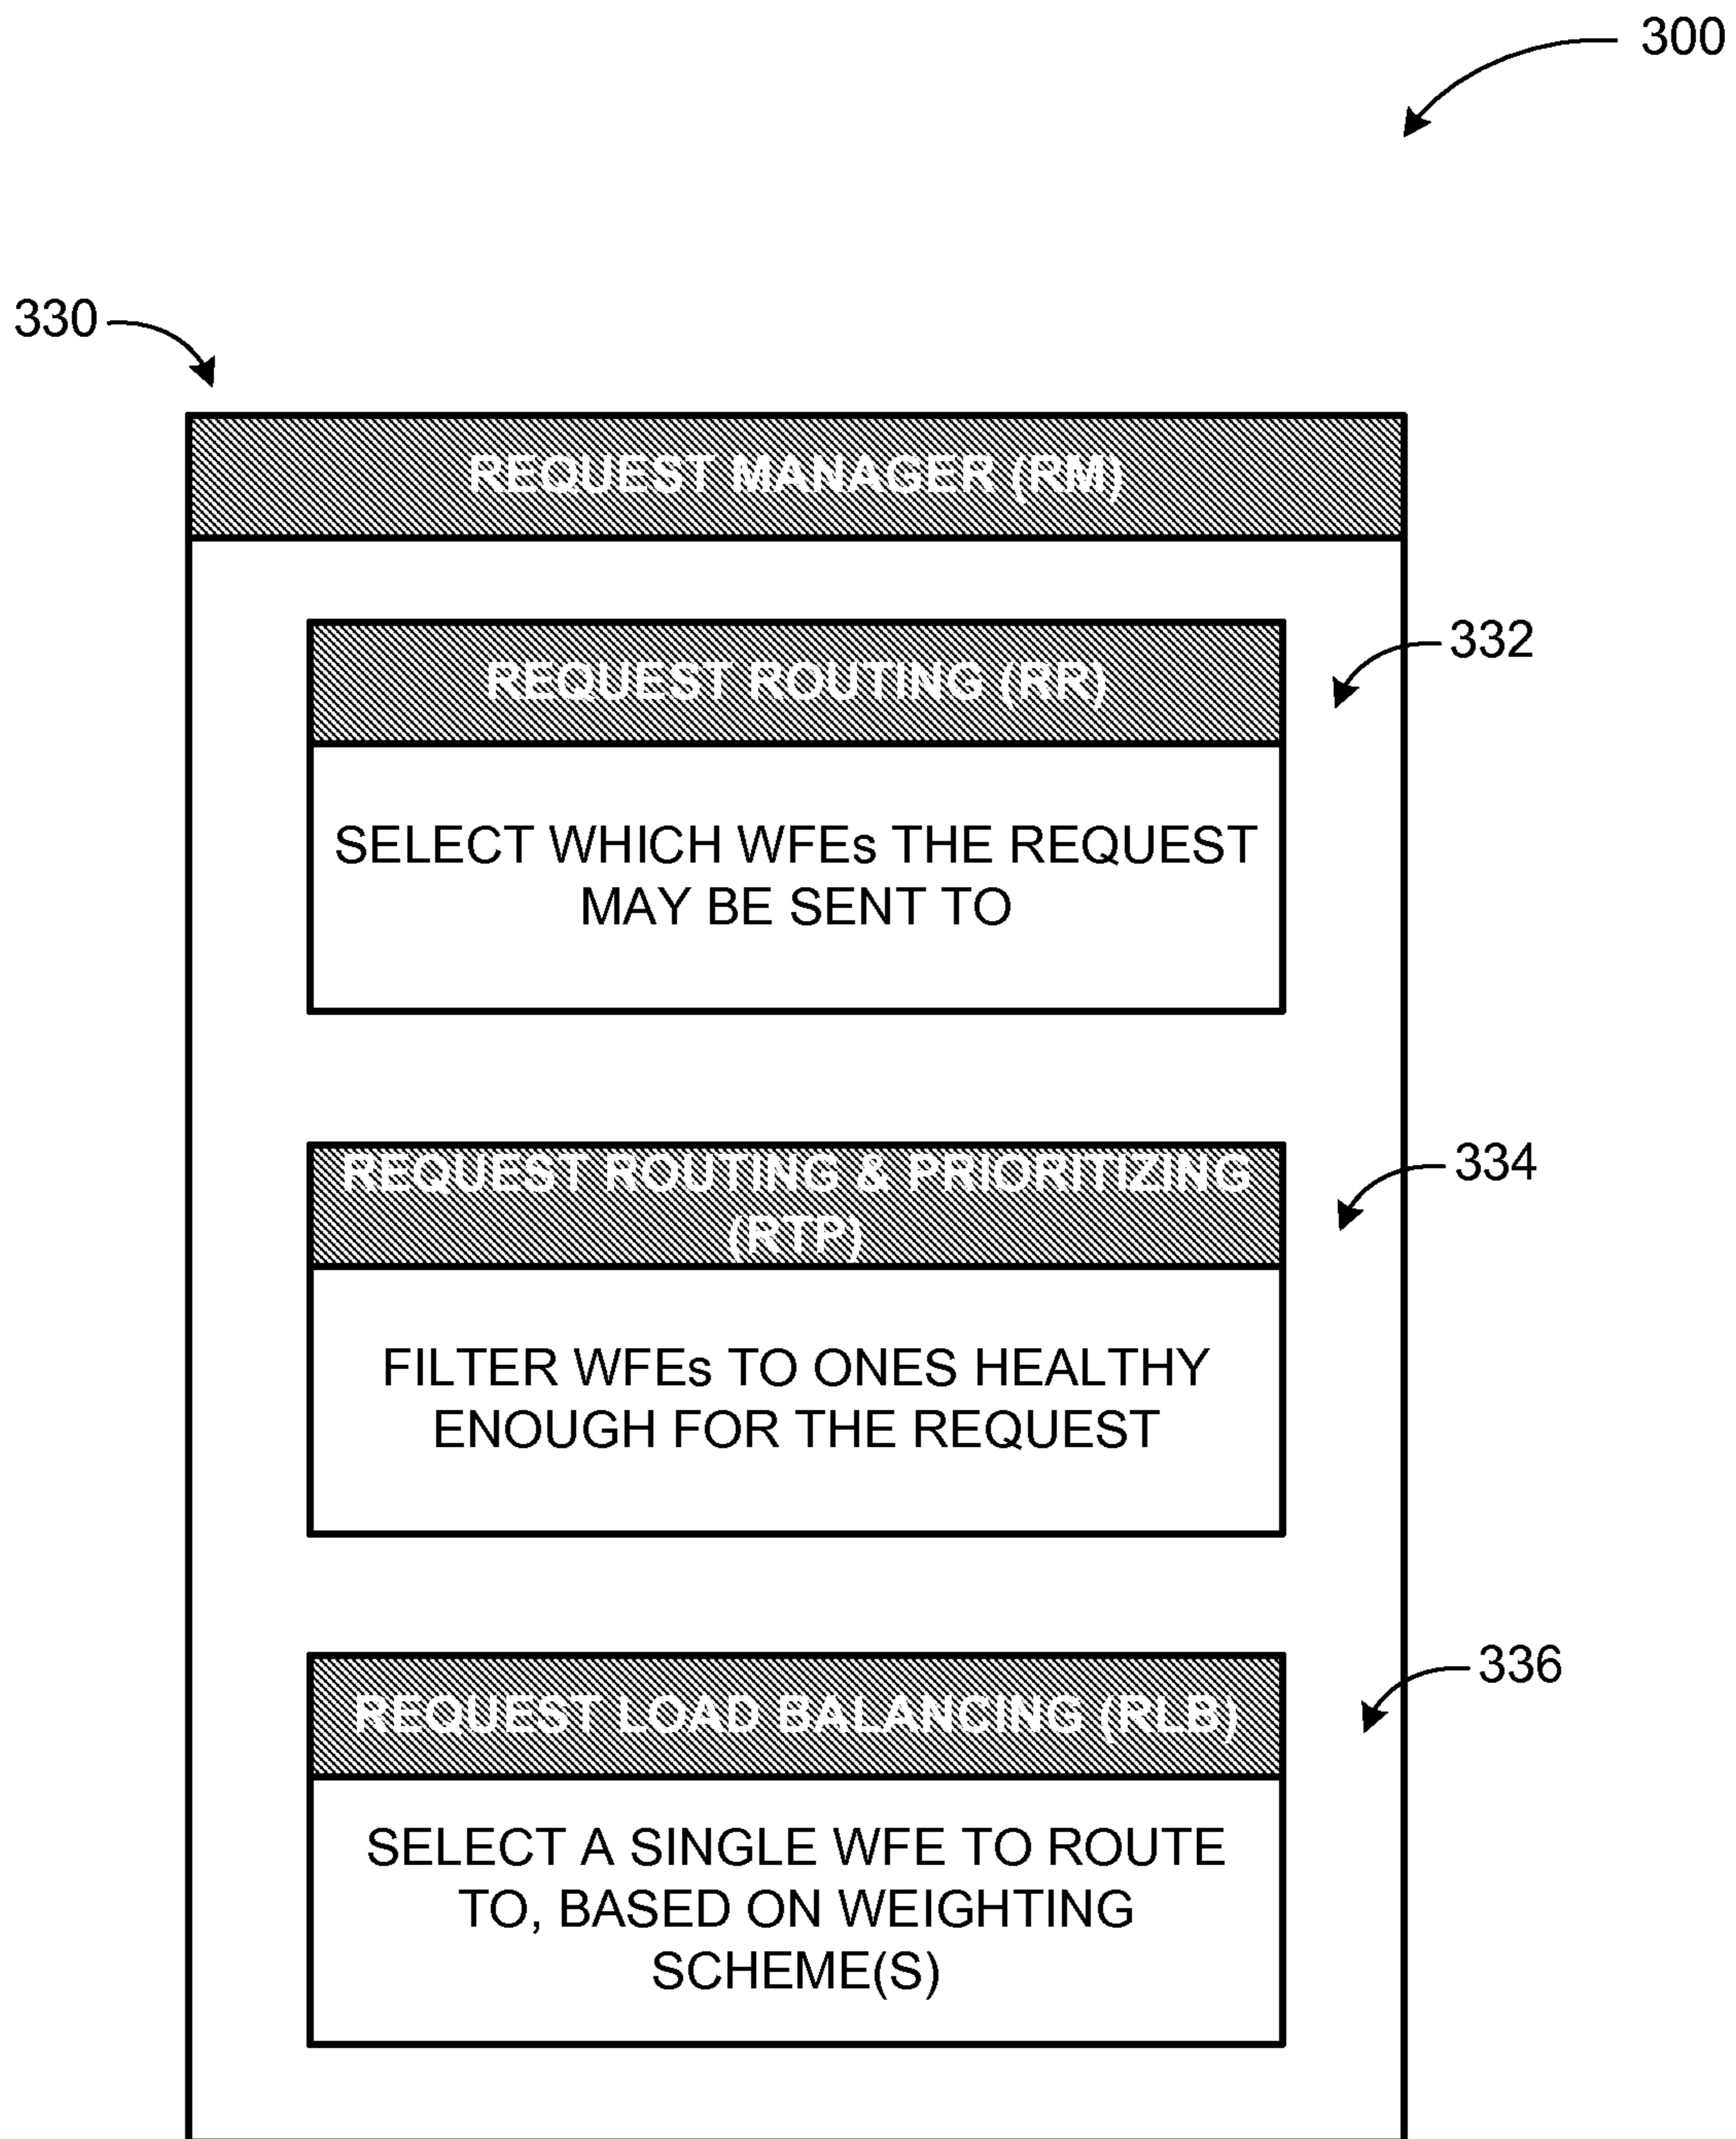 300
330
REQUEST MANAGER (RM)
332
REQUEST ROUTING (RR)
SELECT WHICH WFEs THE REQUEST
MAY BE SENT TO
334
REQUEST ROUTING & PRIORITIZING
(RTP)
FILTER WFEs TO ONES HEALTHY
ENOUGH FOR THE REQUEST
336
REQUEST LOAD BALANCING (RLB)
SELECT A SINGLE WFE TO ROUTE
TO, BASED ON WEIGHTING
SCHEME(S)